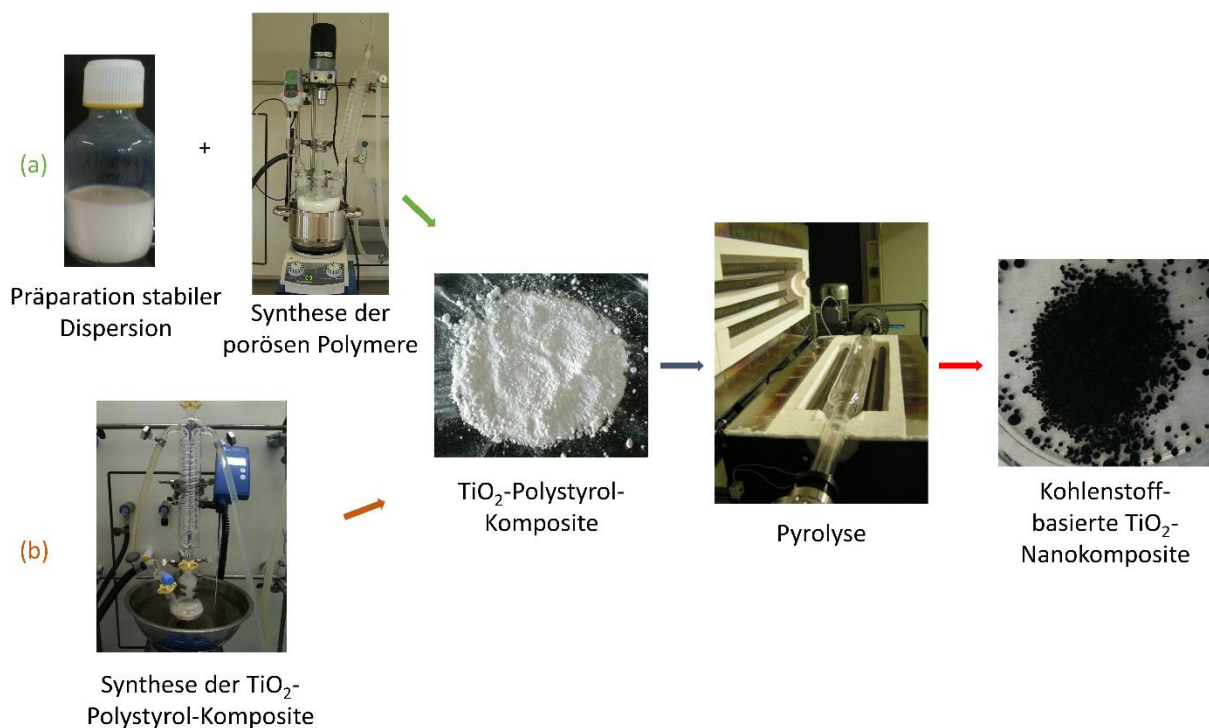 (a)
+
Präparation stabiler
Dispersion
Synthese der
porösen Polymere
(b)
Synthese der TiO₂-
Polystyrol-Komposite
TiO₂-Polystyrol-
Komposite
Pyrolyse
Kohlenstoff-
basierte TiO₂-
Nanokomposite